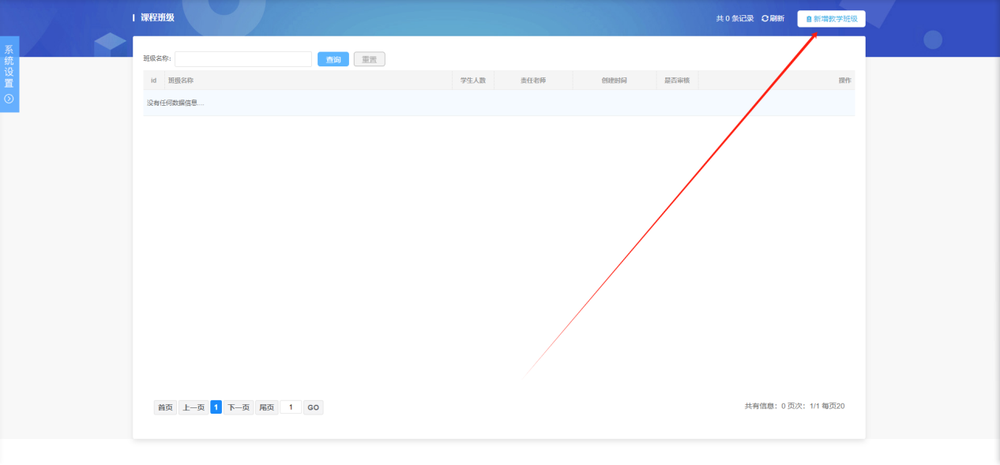 课程班级 共 0 条记录 刷新 新增教学班级
系统设置
班级名称: 查询 重置
id 班级名称 学生人数 责任老师 创建时间 是否审核 操作
没有任何数据信息....
首页 上一页 1 下一页 尾页 1 GO 共有信息：0 页次：1/1 每页20